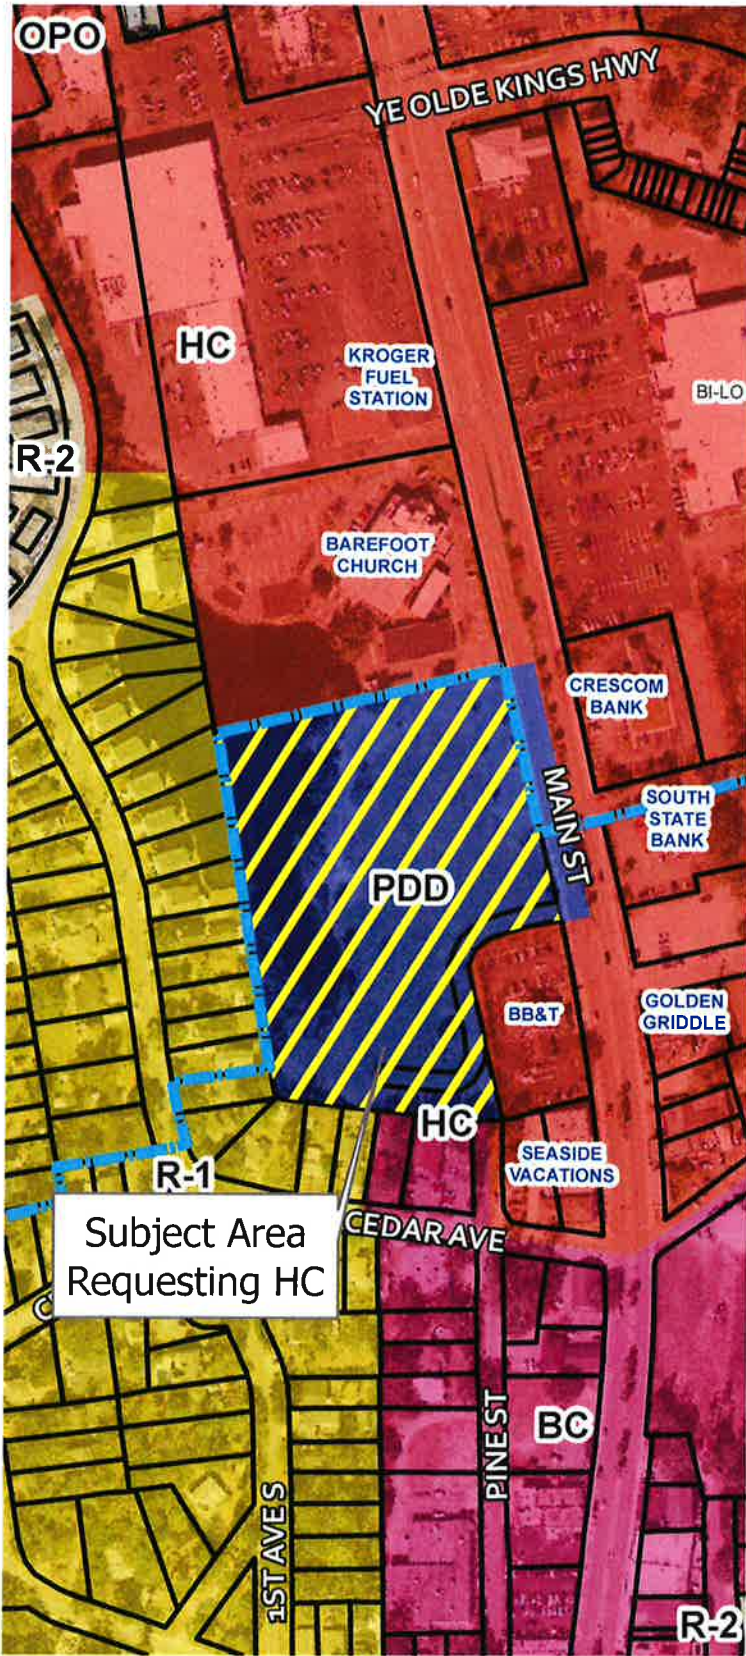 OPO
YE OLDE KINGS HWY
HC
KROGER
FUEL
STATION
BI-LO
R-2
BAREFOOT
CHURCH
CRESCOM
BANK
MAIN ST
SOUTH
STATE
BANK
PDD
BB&T
GOLDEN
GRIDDLE
HC
SEASIDE
VACATIONS
R-1
Subject Area
Requesting HC
CEDAR AVE
C
PINE ST
BC
1ST AVE S
R-2